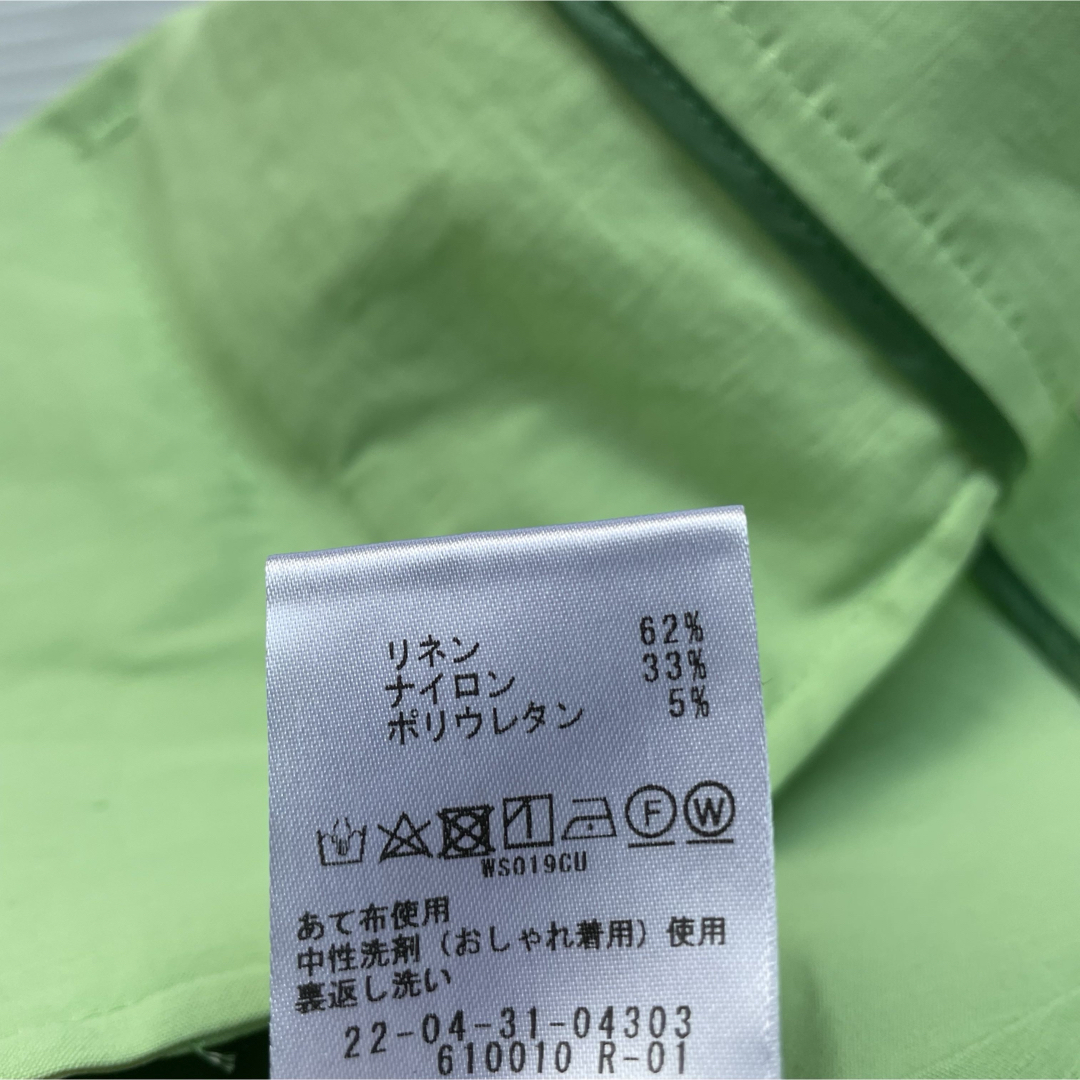 リネン 62%
ナイロン 33%
ポリウレタン 5%
F W
WS019CU
あて布使用
中性洗剤（おしゃれ着用）使用
裏返し洗い
22-04-31-04303
610010 R-01